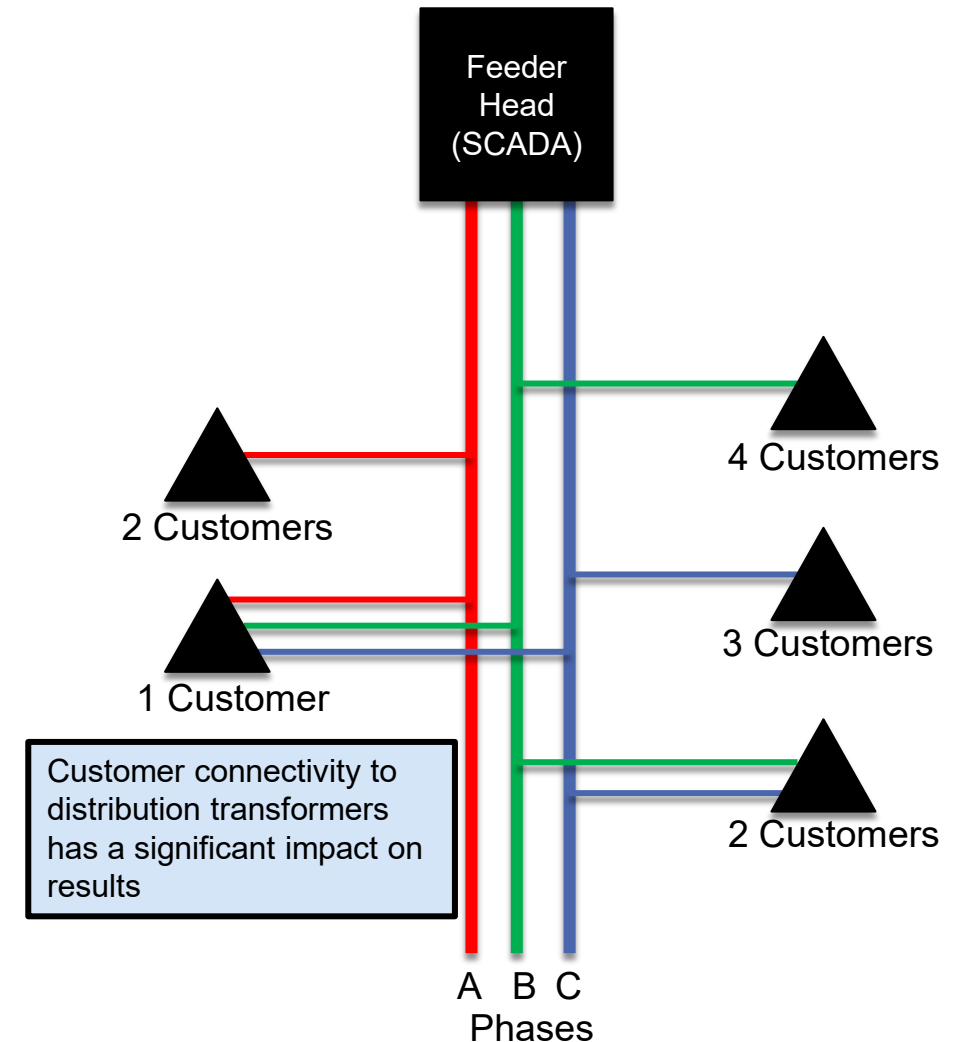 Feeder
Head
(SCADA)
4 Customers
2 Customers
3 Customers
1 Customer
Customer connectivity to
distribution transformers
has a significant impact on
results
2 Customers
A B C
Phases